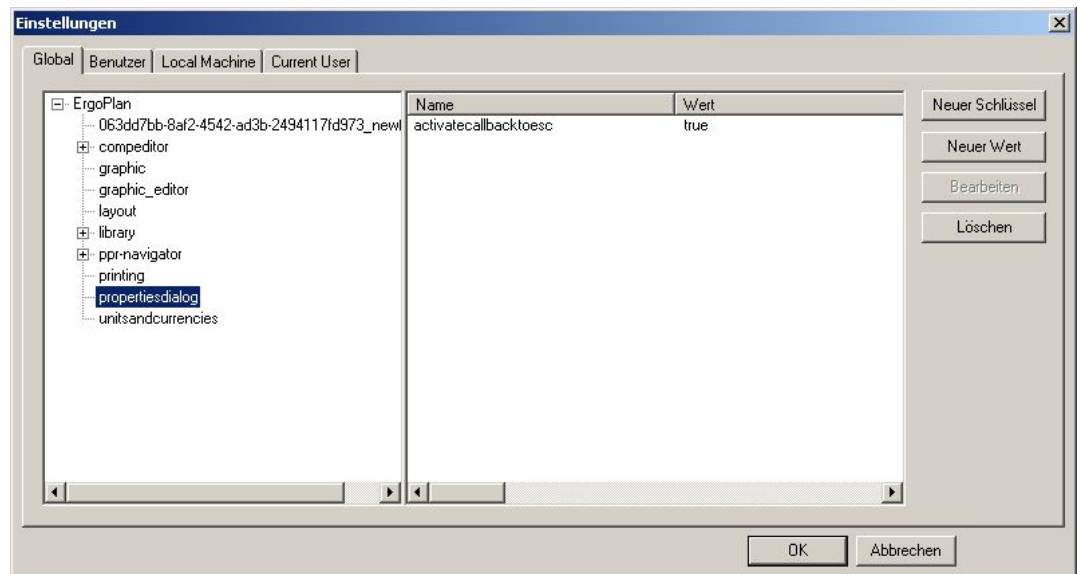 Einstellungen
Global Benutzer Local Machine Current User
ErgoPlan
063dd7bb-8af2-4542-ad3b-2494117fd973_newl
compeditor
graphic
graphic_editor
layout
library
ppr-navigator
printing
propertiesdialog
unitsandcurrencies
Name Wert
activatecallbacktoesc true
Neuer Schlüssel
Neuer Wert
Bearbeiten
Löschen
OK Abbrechen